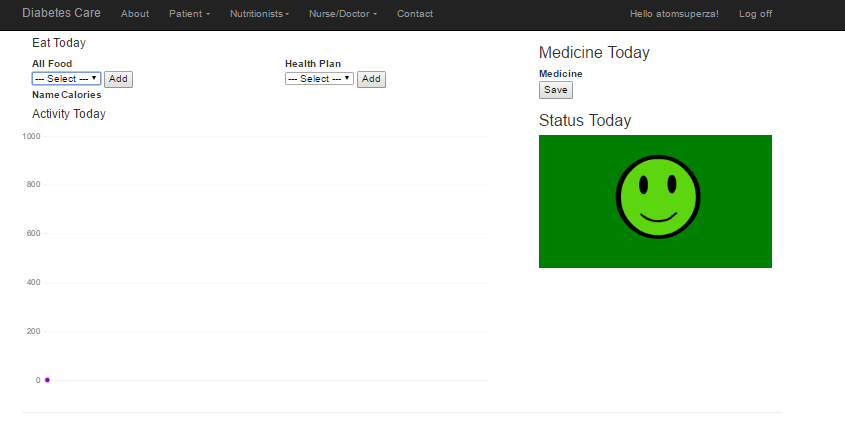 Diabetes Care About Patient Nutritionists Nurse/Doctor Contact Hello atomsuperza! Log off
Eat Today
All Food Health Plan
--- Select --- Add --- Select --- Add
Name Calories
Activity Today
1000
800
600
400
200
0
Medicine Today
Medicine
Save
Status Today